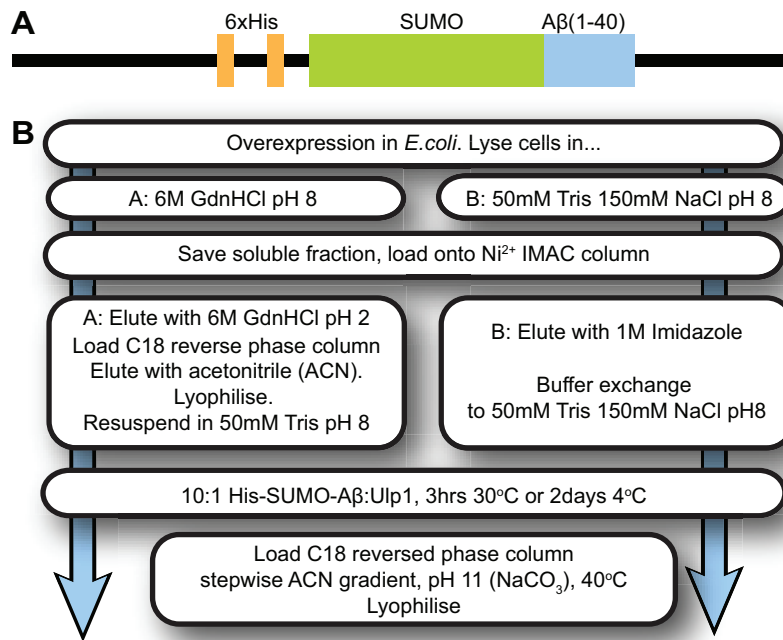 A
6xHis
SUMO
Aβ(1-40)
B
Overexpression in E.coli. Lyse cells in...
A: 6M GdnHCl pH 8
B: 50mM Tris 150mM NaCl pH 8
Save soluble fraction, load onto Ni²⁺ IMAC column
A: Elute with 6M GdnHCl pH 2
Load C18 reverse phase column
Elute with acetonitrile (ACN).
Lyophilise.
Resuspend in 50mM Tris pH 8
B: Elute with 1M Imidazole
Buffer exchange
to 50mM Tris 150mM NaCl pH8
10:1 His-SUMO-Aβ:Ulp1, 3hrs 30ºC or 2days 4ºC
Load C18 reversed phase column
stepwise ACN gradient, pH 11 (NaCO₃), 40ºC
Lyophilise